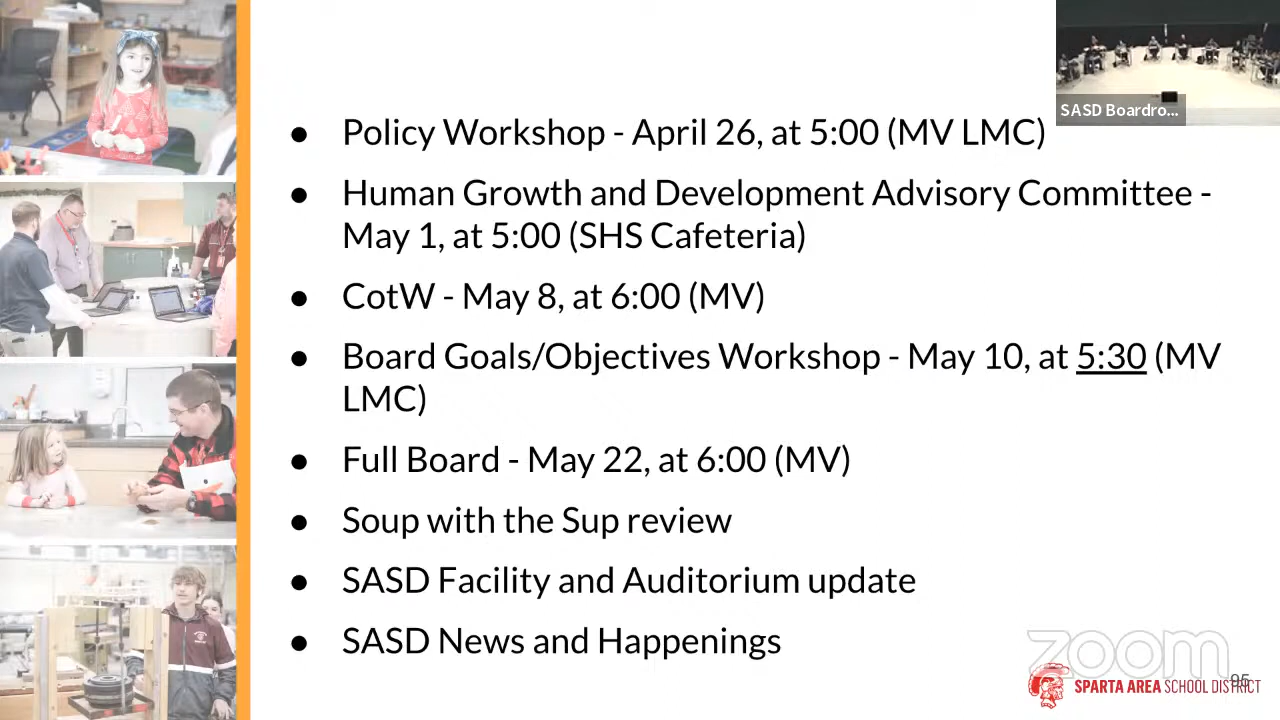 SASD Boardro...
● Policy Workshop - April 26, at 5:00 (MV LMC)
● Human Growth and Development Advisory Committee -
May 1, at 5:00 (SHS Cafeteria)
● CotW - May 8, at 6:00 (MV)
● Board Goals/Objectives Workshop - May 10, at 5:30 (MV
LMC)
● Full Board - May 22, at 6:00 (MV)
● Soup with the Sup review
● SASD Facility and Auditorium update
● SASD News and Happenings
zoom
SPARTA AREA SCHOOL DISTRICT
95